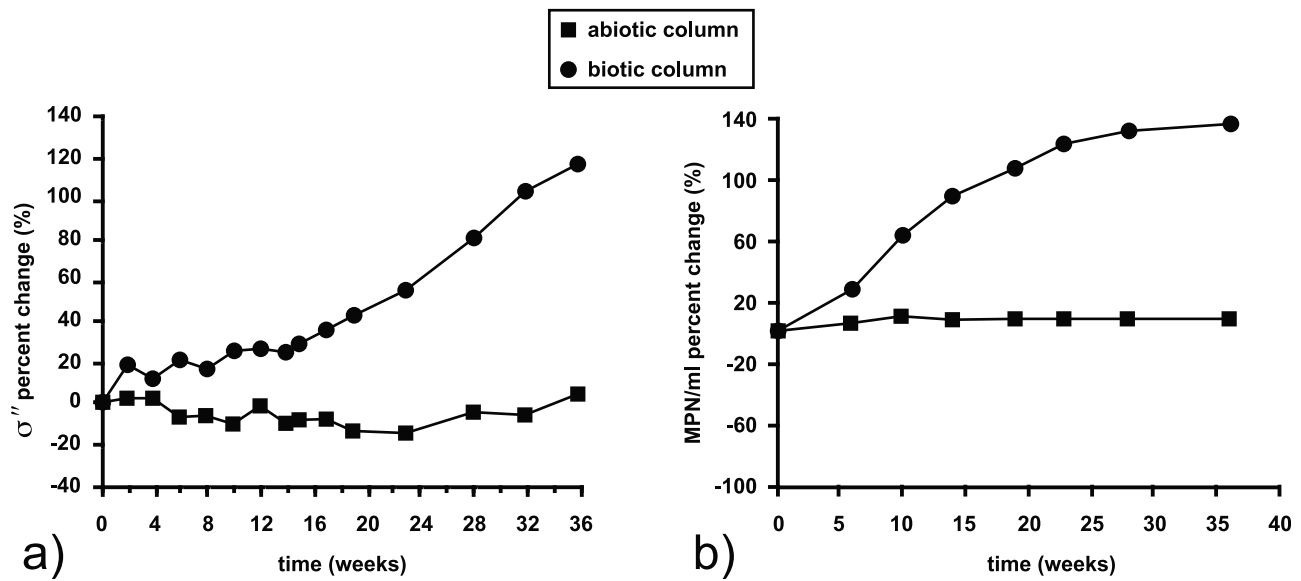 abiotic column
biotic column
σ″ percent change (%)
140
120
100
80
60
40
20
0
-20
-40
0 4 8 12 16 20 24 28 32 36
time (weeks)
a)
MPN/ml percent change (%)
140
100
60
20
-20
-60
-100
0 5 10 15 20 25 30 35 40
time (weeks)
b)